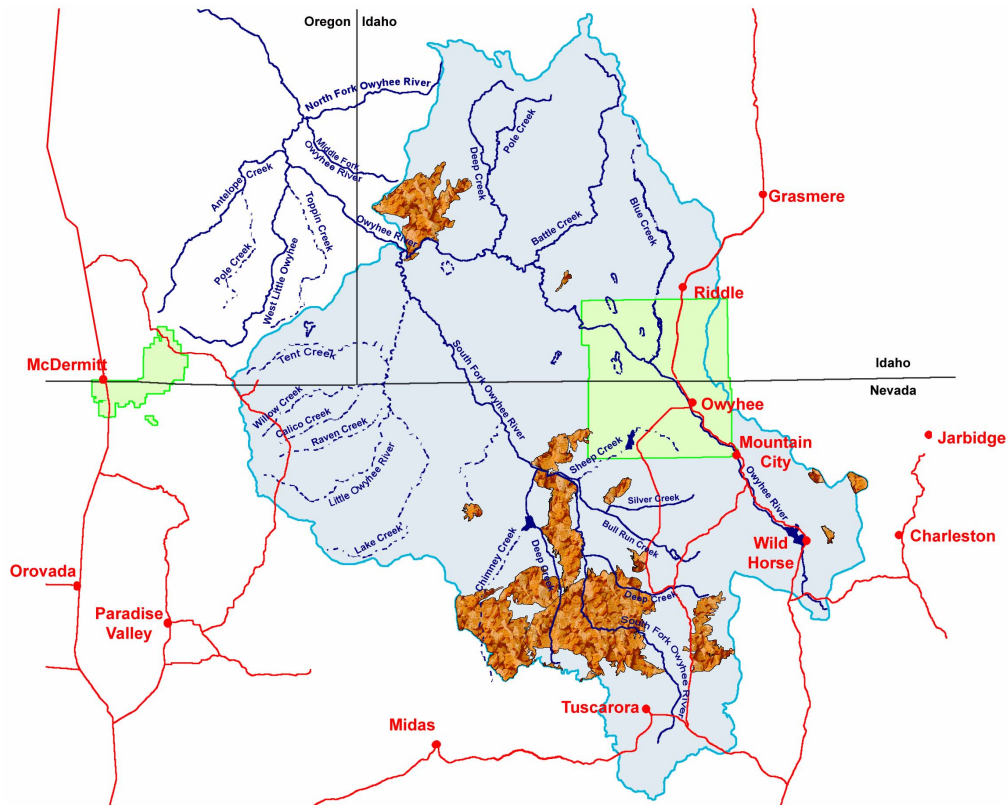 Oregon
Idaho
North Fork Owyhee River
Middle Fork
Owyhee River
Pole Creek
Deep Creek
Antelope Creek
Toppin Creek
Grasmere
Owyhee River
Battle Creek
Blue Creek
Pole Creek
West Little Owyhee
Riddle
Tent Creek
South Fork Owyhee River
McDermitt
Idaho
Nevada
Willow Creek
Calico Creek
Raven Creek
Owyhee
Mountain
City
Jarbidge
Sheep Creek
Little Owyhee River
Owyhee River
Silver Creek
Bull Run Creek
Lake Creek
Chimney Creek
Deep Creek
Wild
Horse
Charleston
Orovada
Deep Creek
Paradise
Valley
South Fork Owyhee River
Tuscarora
Midas